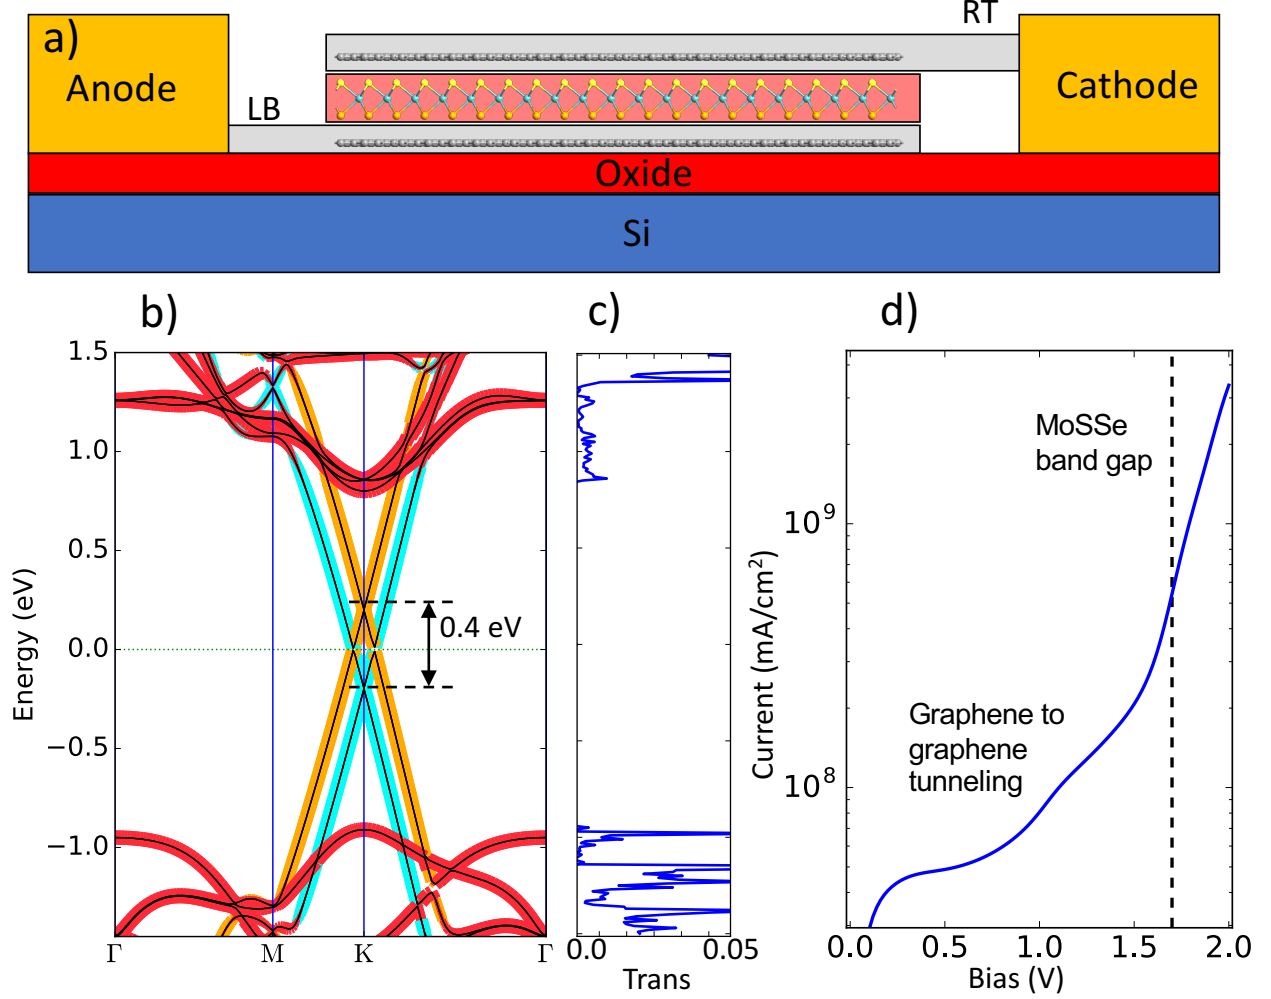 a)
RT
Anode
Cathode
LB
Oxide
Si
b)
c)
d)
1.5
1.0
0.5
0.0
−0.5
−1.0
Energy (eV)
0.4 eV
Γ
M
K
Γ
0.0
0.05
Trans
MoSSe
band gap
Graphene to
graphene
tunneling
10⁹
10⁸
Current (mA/cm²)
0.0
0.5
1.0
1.5
2.0
Bias (V)